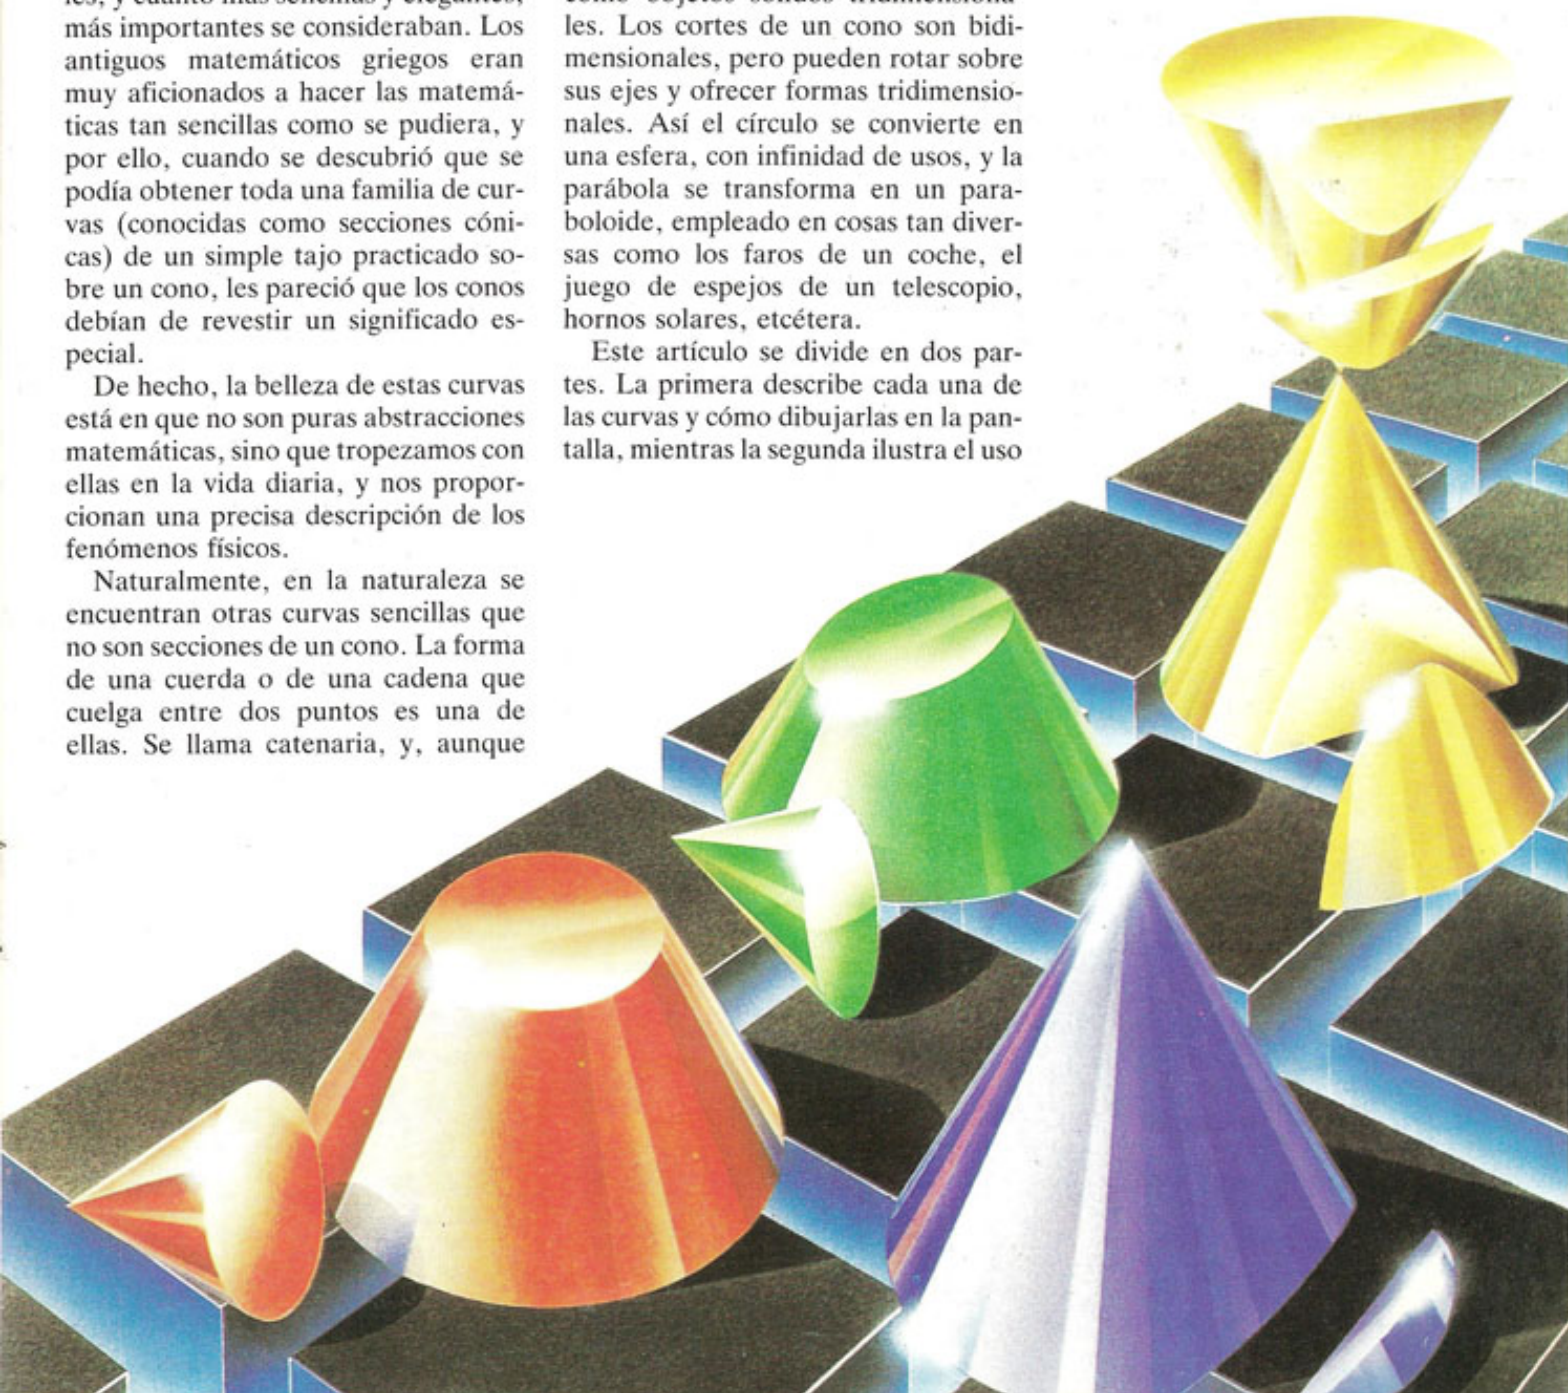 más importantes se consideraban. Los
antiguos matemáticos griegos eran
muy aficionados a hacer las matemá-
ticas tan sencillas como se pudiera, y
por ello, cuando se descubrió que se
podía obtener toda una familia de cur-
vas (conocidas como secciones cóni-
cas) de un simple tajo practicado so-
bre un cono, les pareció que los conos
debían de revestir un significado es-
pecial.
De hecho, la belleza de estas curvas
está en que no son puras abstracciones
matemáticas, sino que tropezamos con
ellas en la vida diaria, y nos propor-
cionan una precisa descripción de los
fenómenos físicos.
Naturalmente, en la naturaleza se
encuentran otras curvas sencillas que
no son secciones de un cono. La forma
de una cuerda o de una cadena que
cuelga entre dos puntos es una de
ellas. Se llama catenaria, y, aunque
les. Los cortes de un cono son bidi-
mensionales, pero pueden rotar sobre
sus ejes y ofrecer formas tridimensio-
nales. Así el círculo se convierte en
una esfera, con infinidad de usos, y la
parábola se transforma en un para-
boloide, empleado en cosas tan diver-
sas como los faros de un coche, el
juego de espejos de un telescopio,
hornos solares, etcétera.
Este artículo se divide en dos par-
tes. La primera describe cada una de
las curvas y cómo dibujarlas en la pan-
talla, mientras la segunda ilustra el uso